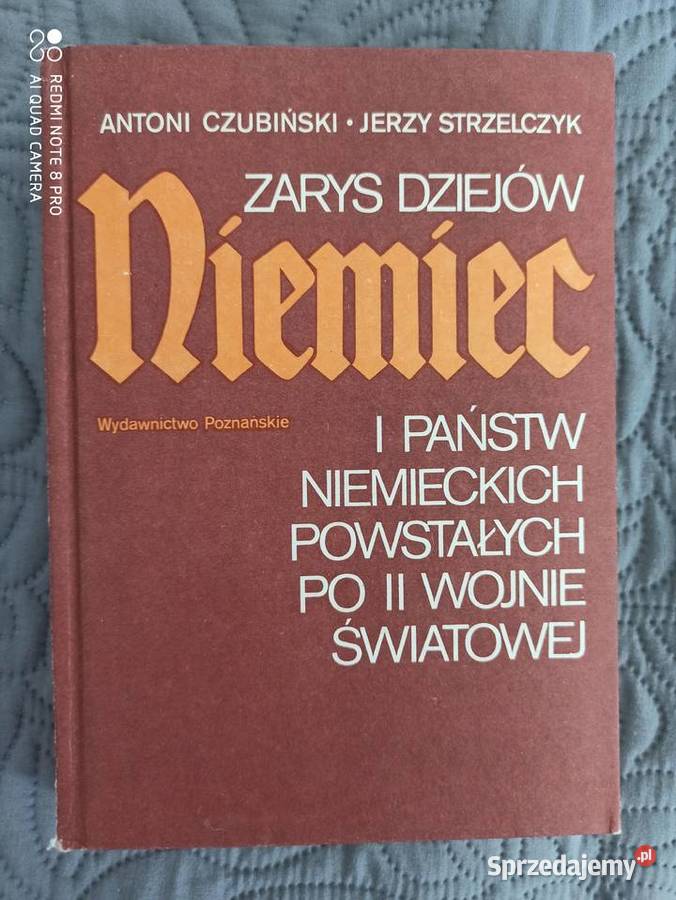 ANTONI CZUBIŃSKI • JERZY STRZELCZYK
ZARYS DZIEJÓW
Niemiec
Wydawnictwo Poznańskie
I PAŃSTW
NIEMIECKICH
POWSTAŁYCH
PO II WOJNIE
ŚWIATOWEJ
REDMI NOTE 8 PRO
AI QUAD CAMERA
Sprzedajemy.pl